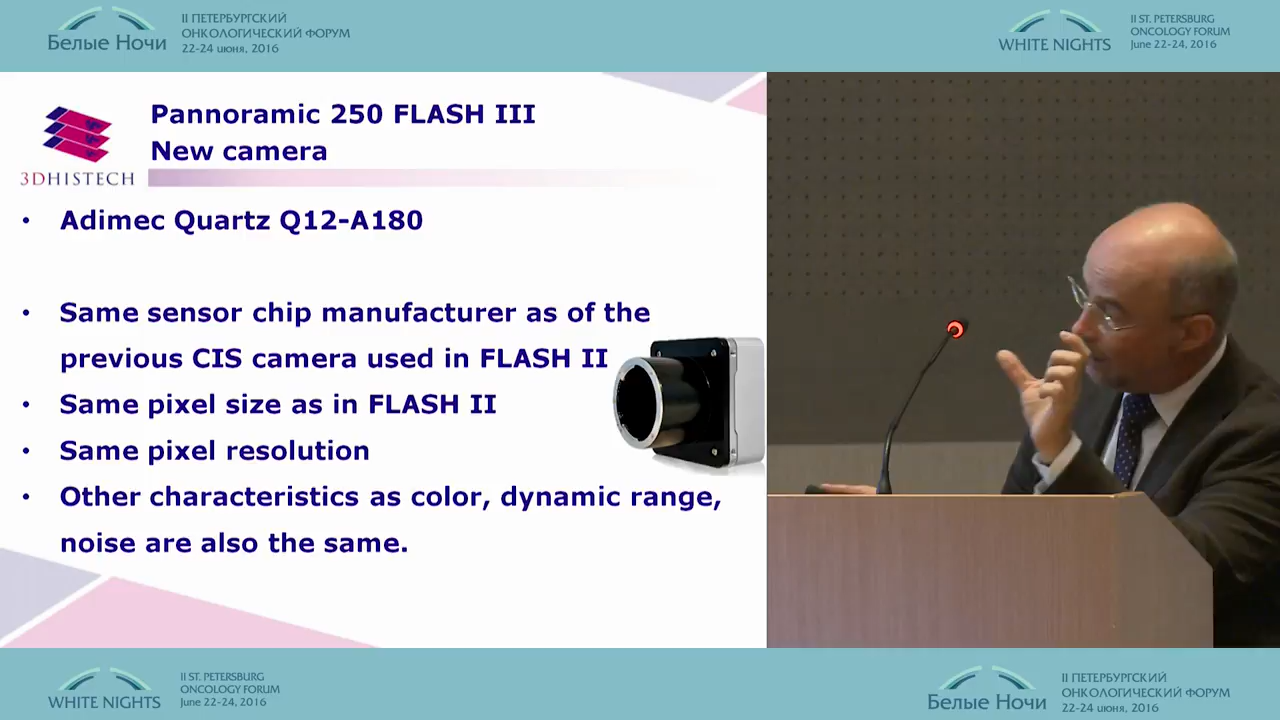 Белые Ночи
II ПЕТЕРБУРГСКИЙ
ОНКОЛОГИЧЕСКИЙ ФОРУМ
22-24 июня, 2016
WHITE NIGHTS
II ST. PETERSBURG
ONCOLOGY FORUM
June 22-24, 2016
3DHISTECH
Pannoramic 250 FLASH III
New camera
• Adimec Quartz Q12-A180
• Same sensor chip manufacturer as of the
previous CIS camera used in FLASH II
• Same pixel size as in FLASH II
• Same pixel resolution
• Other characteristics as color, dynamic range,
noise are also the same.
WHITE NIGHTS
II ST. PETERSBURG
ONCOLOGY FORUM
June 22-24, 2016
Белые Ночи
II ПЕТЕРБУРГСКИЙ
ОНКОЛОГИЧЕСКИЙ ФОРУМ
22-24 июня, 2016